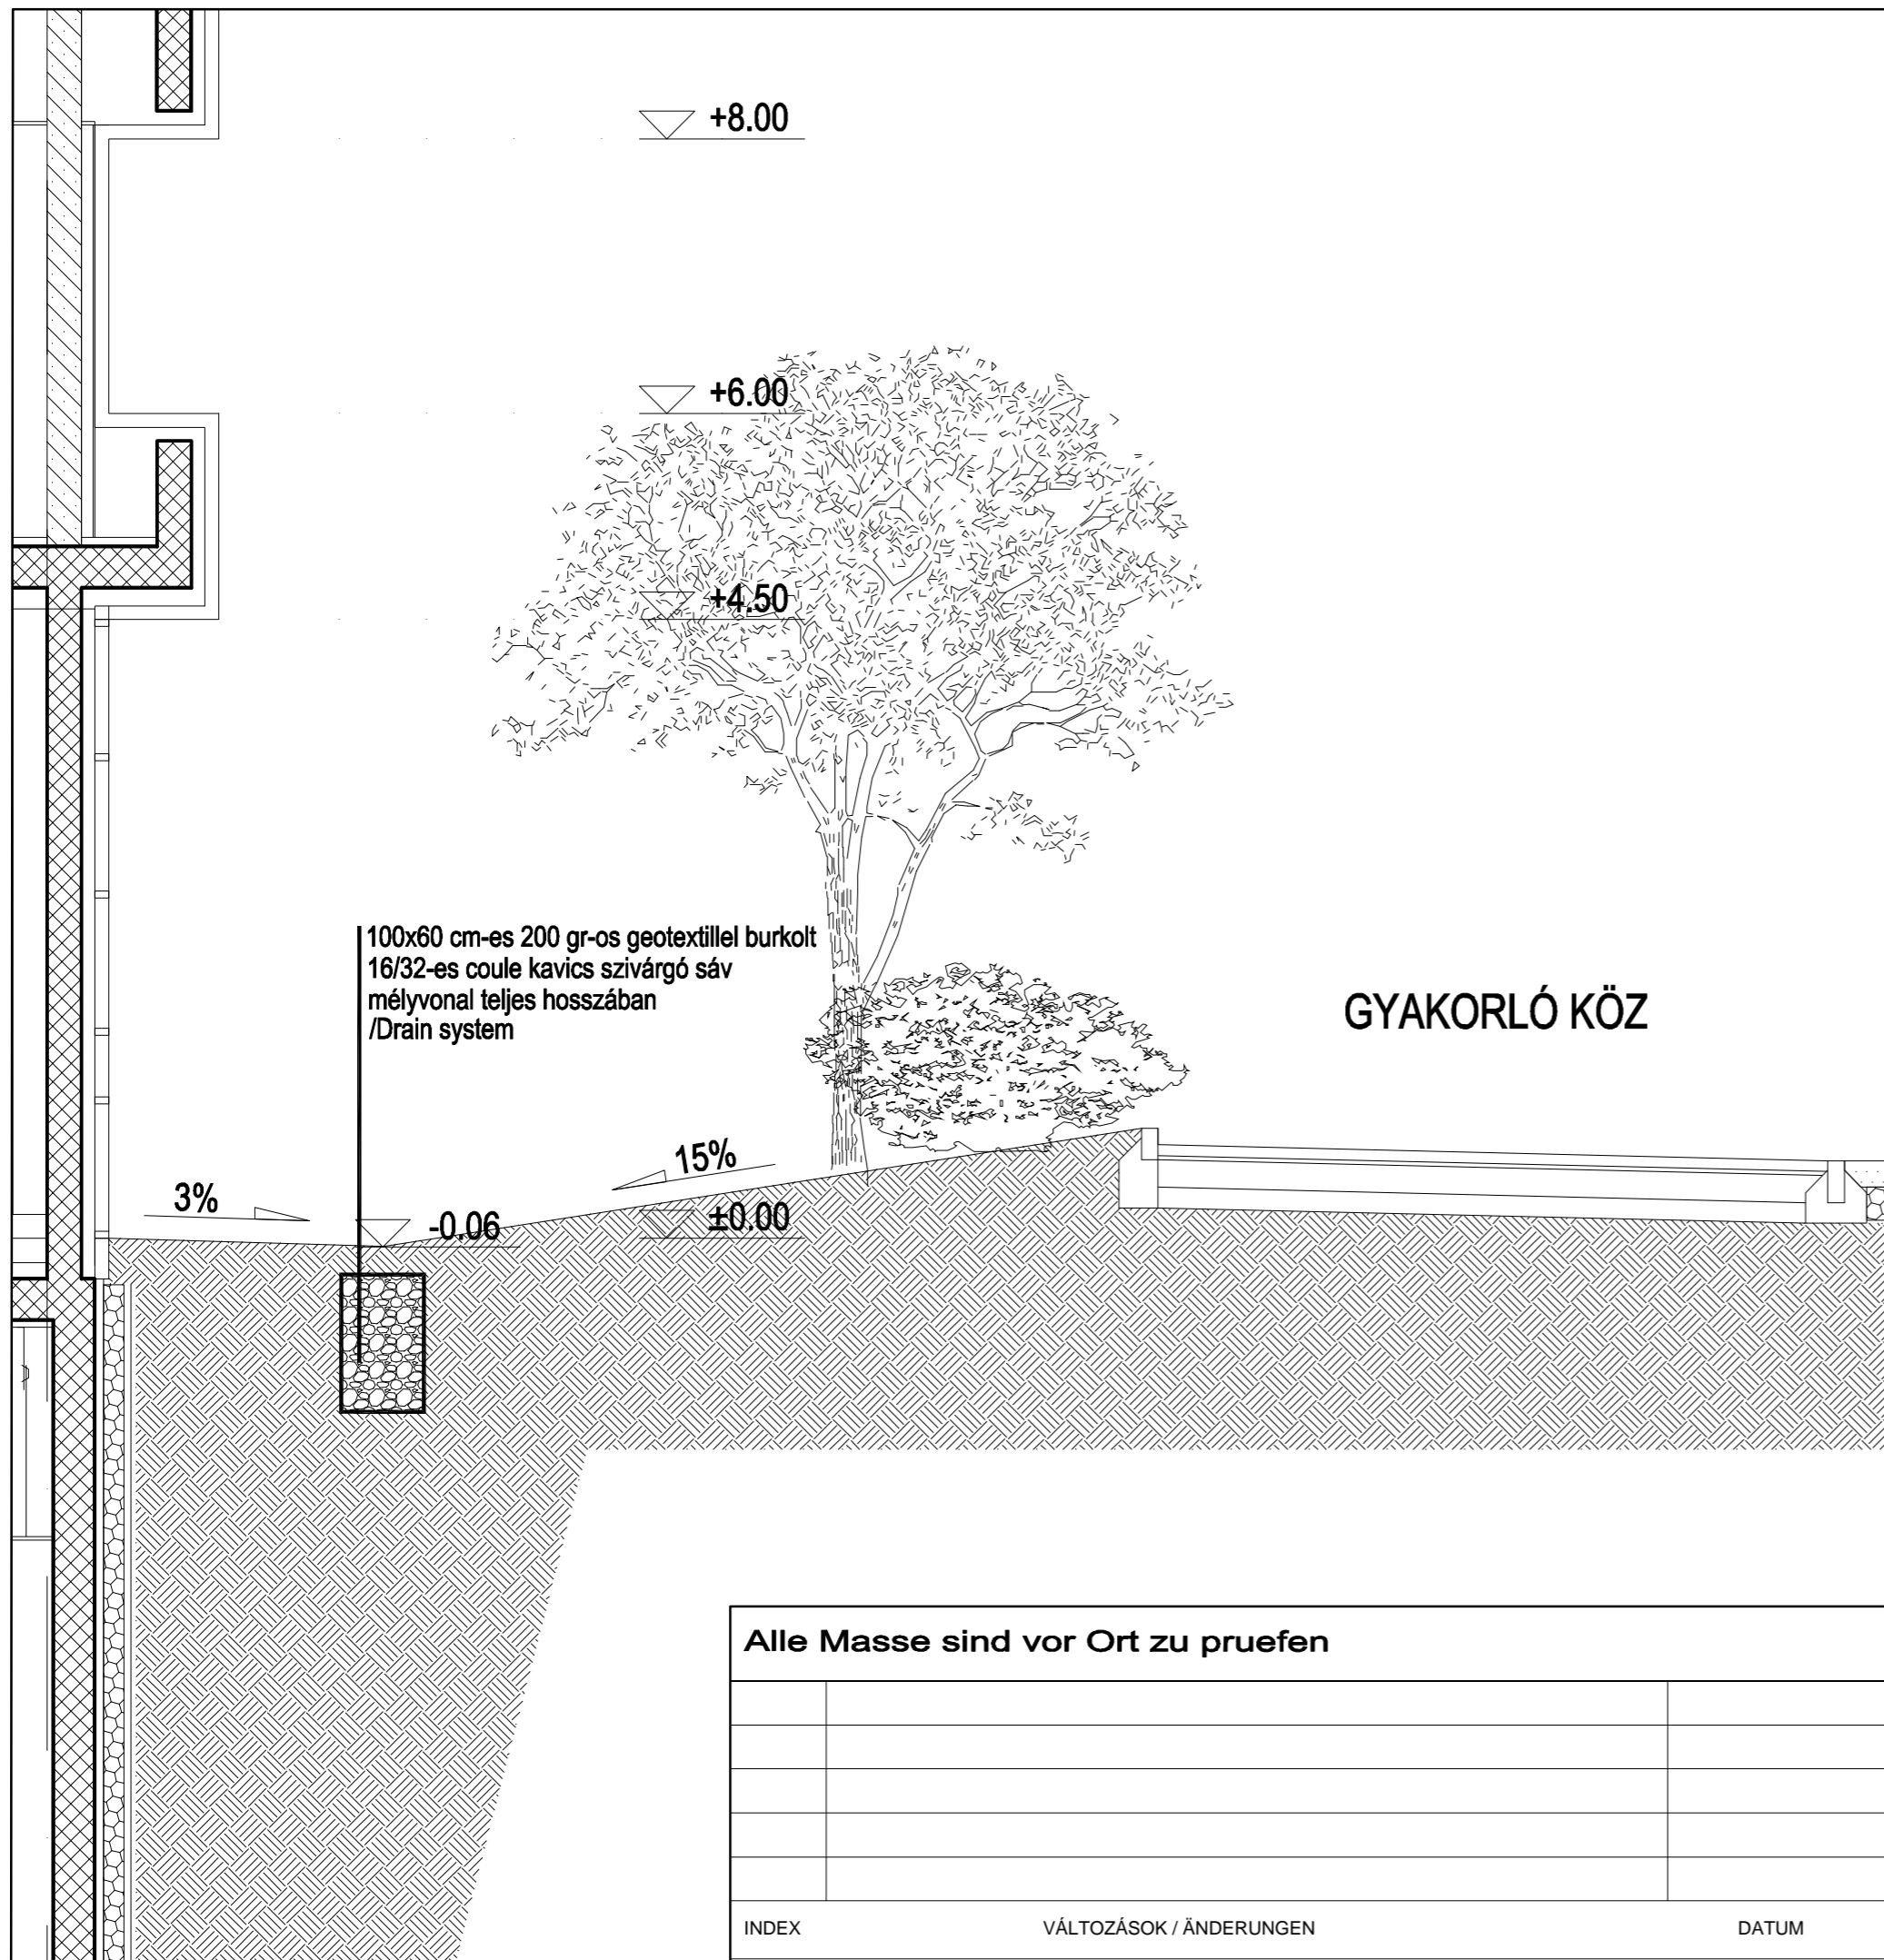 +8.00
+6.00
+4.50
100x60 cm-es 200 gr-os geotextillel burkolt
16/32-es coule kavics szivárgó sáv
mélyvonal teljes hosszában
/Drain system
GYAKORLÓ KÖZ
15%
3%
-0.06
±0.00
Alle Masse sind vor Ort zu pruefen
INDEX VÁLTOZÁSOK / ÄNDERUNGEN DATUM